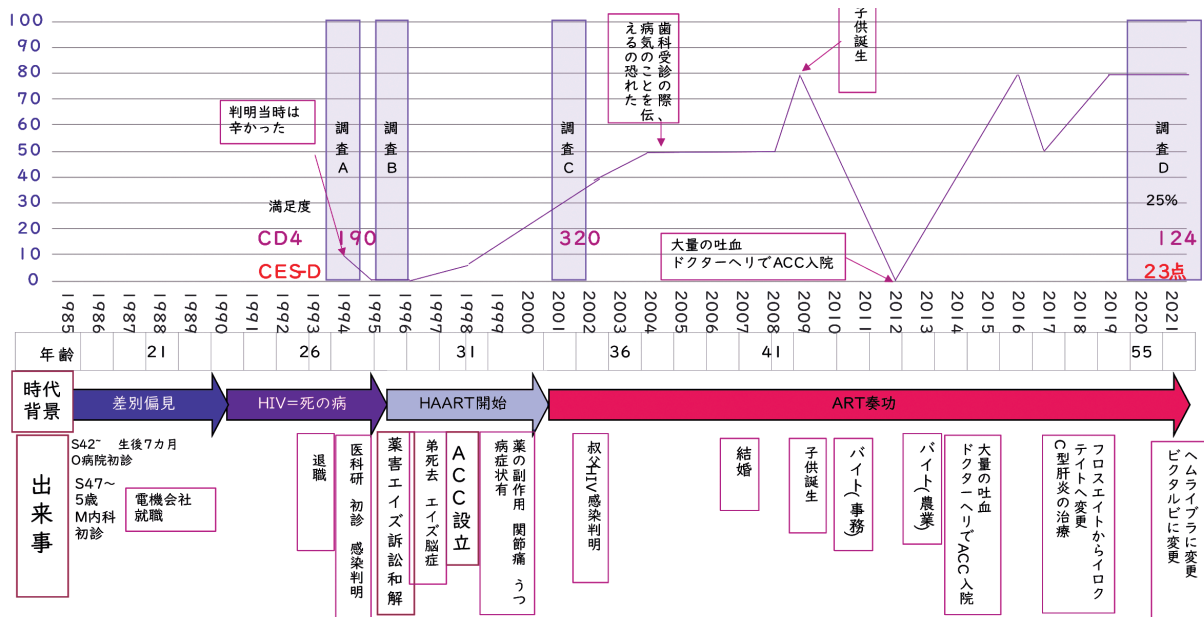 100
90
80
70
60
50
40
30
20
10
0
判明当時は
辛かった
調査A
調査B
調査C
調査D
歯科受診の際、
病気のことを伝
えるの恐れた
子供誕生
大量の吐血
ドクターヘリでACC入院
満足度
25%
CD4
190
320
124
CES-D
23点
1985
1986
1987
1988
1989
1990
1991
1992
1993
1994
1995
1996
1997
1998
1999
2000
2001
2002
2003
2004
2005
2006
2007
2008
2009
2010
2011
2012
2013
2014
2015
2016
2017
2018
2019
2020
2021
年齢
21
26
31
36
41
55
時代
背景
差別偏見
HIV=死の病
HAART開始
ART奏功
出来事
S42~ 生後7カ月
O病院初診
S47~
5歳
M内科
初診
電機会社
就職
退職
医科研 初診 感染判明
薬害エイズ訴訟和解
弟死去 エイズ脳症
ACC設立
薬の副作用 関節痛 うつ
病症状有
叔父HIV感染判明
結婚
子供誕生
バイト(事務)
バイト(農業)
大量の吐血
ドクターヘリでACC入院
フロスエイトからイロク
テイトへ変更
C型肝炎の治療
ヘムライブラに変更
ビクタルビに変更